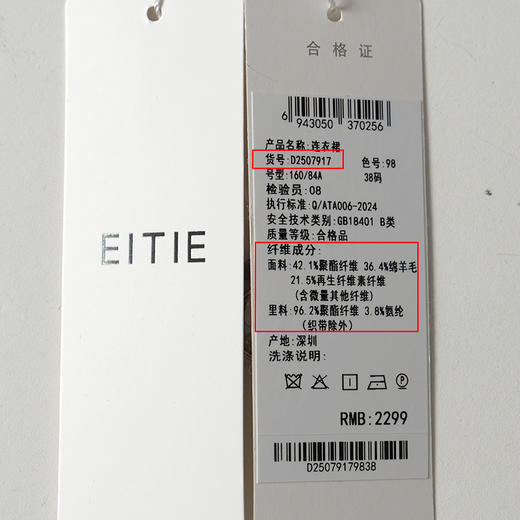 EITIE
合格证
6 943050 370256
产品名称:连衣裙
货号:D2507917 色号:98
号型:160/84A 38码
检验员:08
执行标准:Q/ATA006-2024
安全技术类别:GB18401 B类
质量等级:合格品
纤维成分:
面料:42.1%聚酯纤维 36.4%绵羊毛
21.5%再生纤维素纤维
(含微量其他纤维)
里料:96.2%聚酯纤维 3.8%氨纶
(织带除外)
产地:深圳
洗涤说明:
RMB:2299
D25079179838